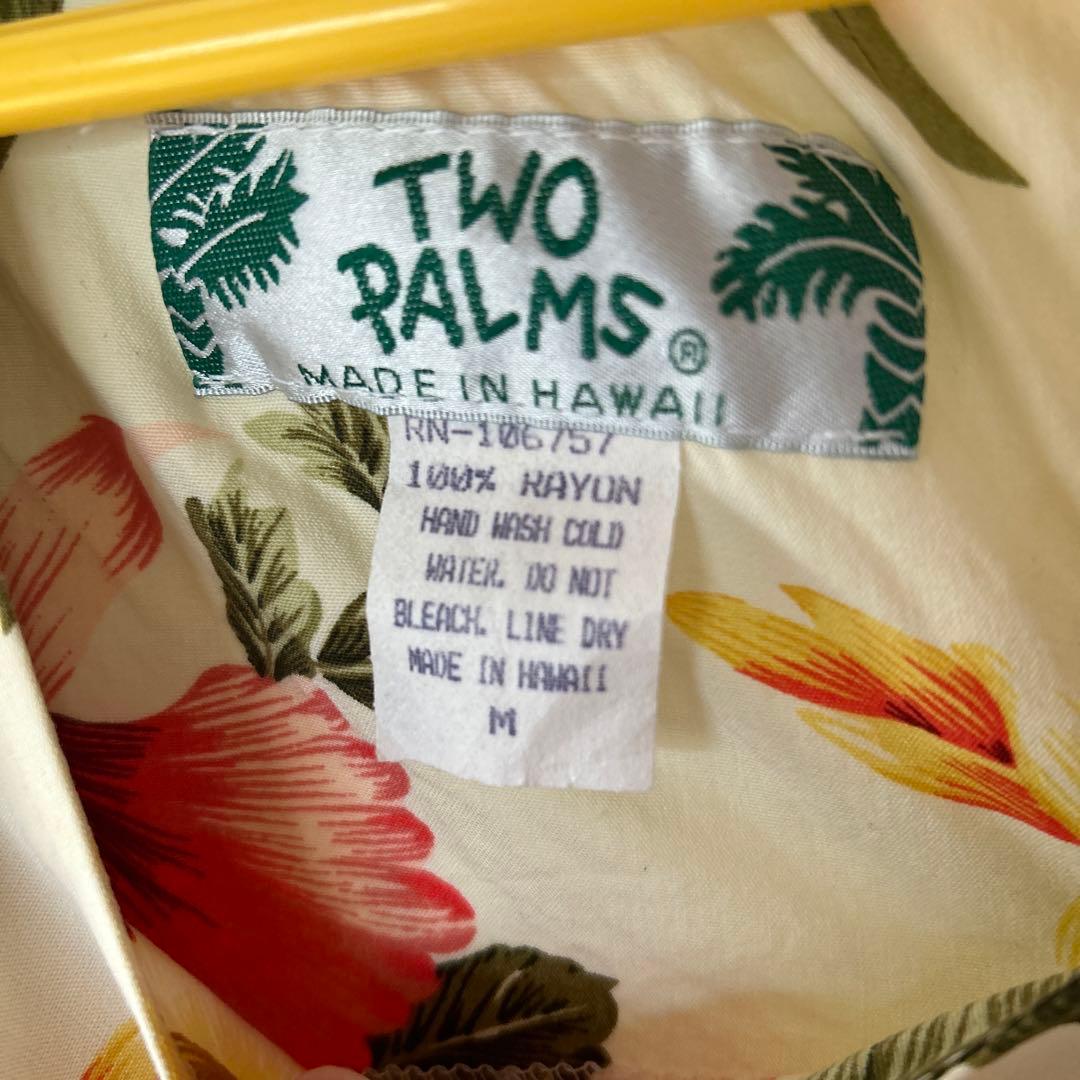 TWO
PALMS®
MADE IN HAWAII
RN-106757
100% RAYON
HAND WASH COLD
WATER. DO NOT
BLEACH. LINE DRY
MADE IN HAWAII
M